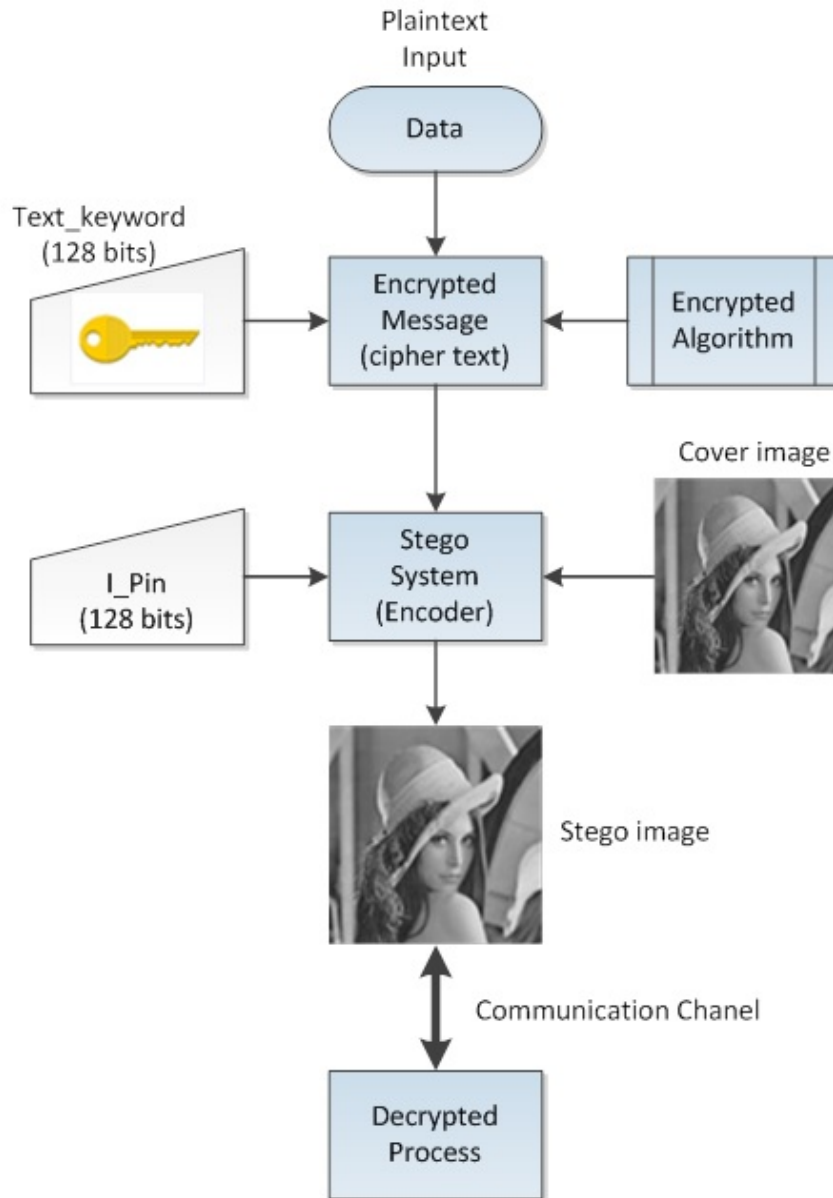 Plaintext
Input
Data
Text_keyword
(128 bits)
Encrypted
Message
(cipher text)
Encrypted
Algorithm
Cover image
I_Pin
(128 bits)
Stego
System
(Encoder)
Stego image
Communication Chanel
Decrypted
Process